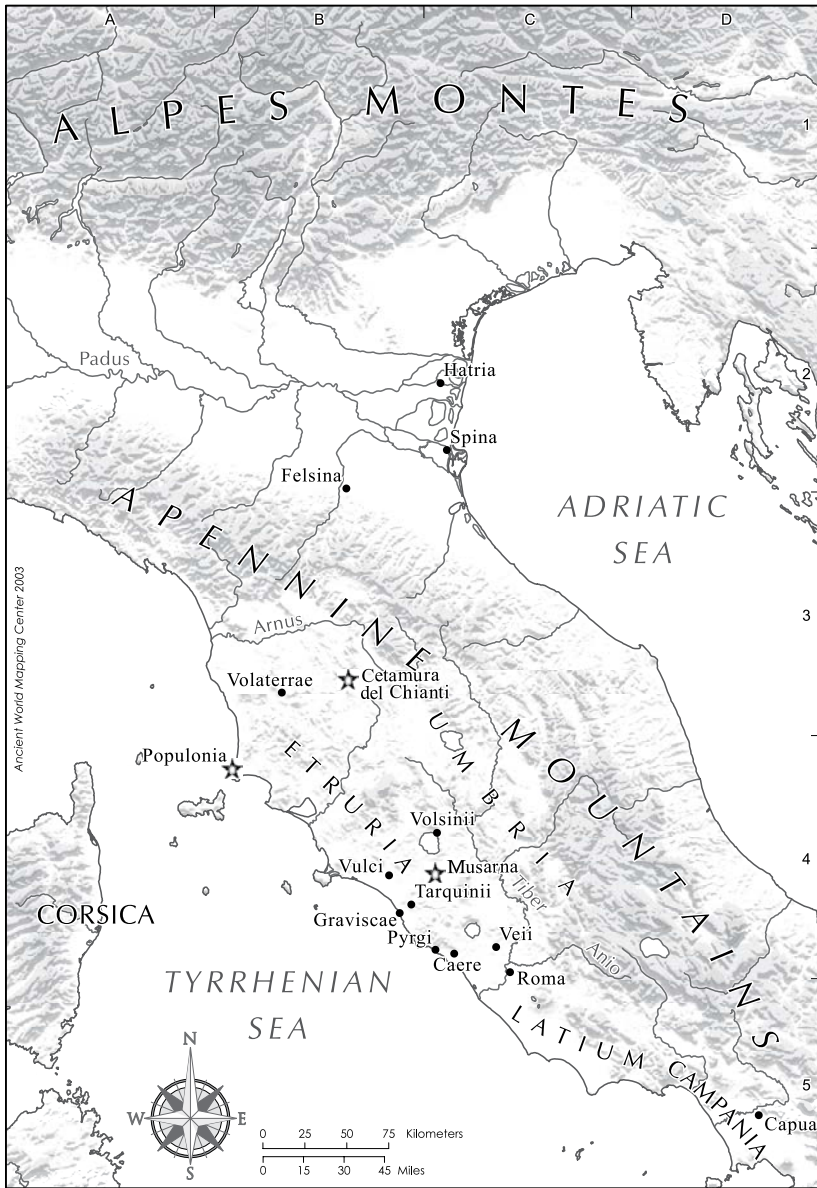 A B C D
ALPES MONTES
1
Padus
Hatria
2
Spina
Felsina
ADRIATIC
SEA
APENNINE
MOUNTAINS
3
Arnus
Ancient World Mapping Center 2003
Volaterrae
Cetamura
del Chianti
UMBRIA
ETRURIA
Populonia
Volsinii
4
Vulci
Musarna
Tarquinii
Tiber
CORSICA
Graviscae
Pyrgi
Veii
Caere
Anio
Roma
TYRRHENIAN
SEA
LATIUM
CAMPANIA
5
Capua
N
W E
S
0 25 50 75 Kilometers
0 15 30 45 Miles